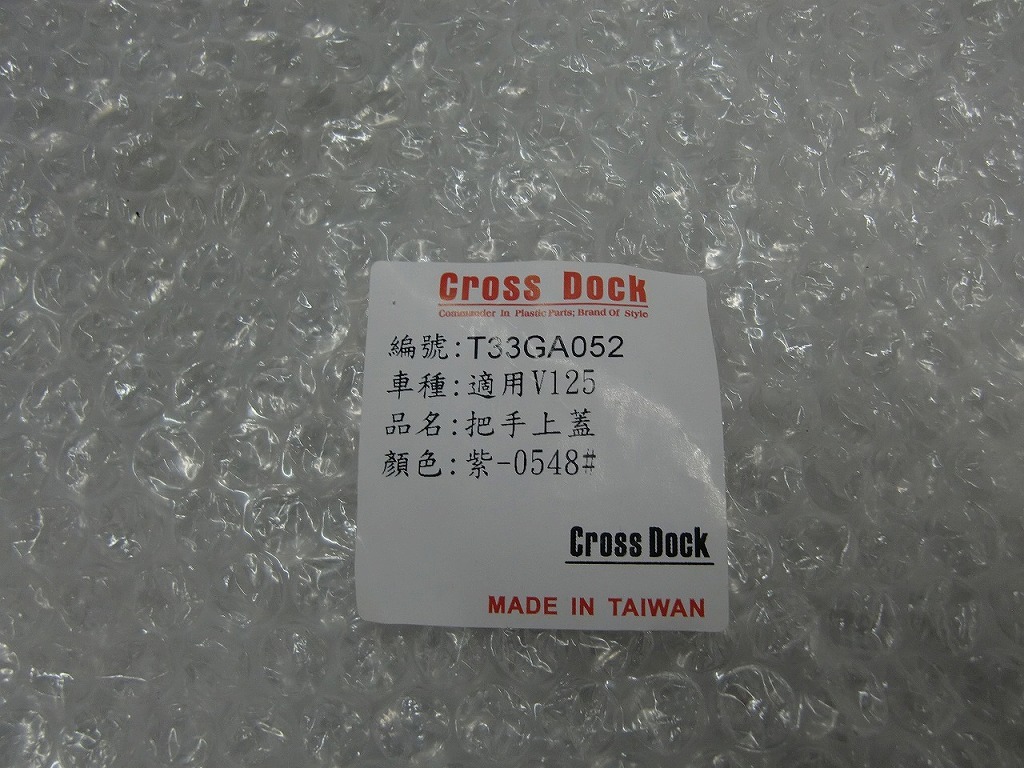 Cross Dock
Commander In Plastic Parts; Brand Of Style
編號:T33GA052
車種:適用V125
品名:把手上蓋
顏色:紫-0548#
Cross Dock
MADE IN TAIWAN